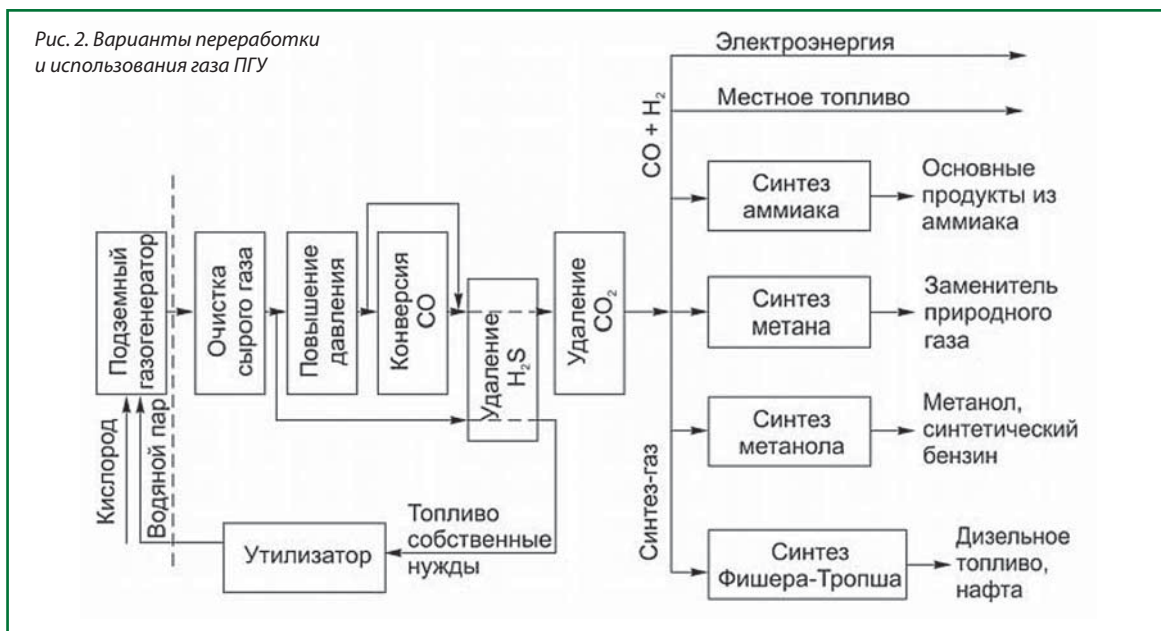 Рис. 2. Варианты переработки
и использования газа ПГУ
Подземный
газогенератор
Кислород
Водяной пар
Очистка
сырого газа
Повышение
давления
Конверсия
CO
Удаление
H₂S
Удаление
CO₂
Утилизатор
Топливо
собственные
нужды
CO + H₂
Синтез-газ
Электроэнергия
Местное топливо
Синтез
аммиака
Основные
продукты из
аммиака
Синтез
метана
Заменитель
природного
газа
Синтез
метанола
Метанол,
синтетический
бензин
Синтез
Фишера-Тропша
Дизельное
топливо,
нафта